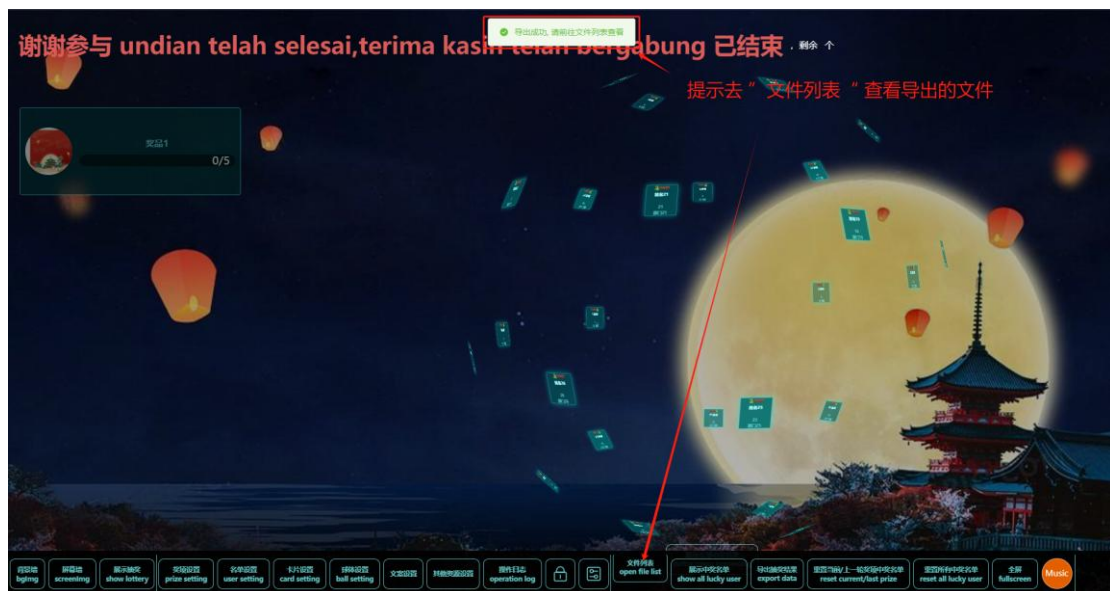 导出成功, 请前往文件列表查看
谢谢参与 undian telah selesai,terima kasih telah bergabung 已结束 , 剩余 个
提示去 " 文件列表 " 查看导出的文件
奖品1
0/5
背景墙
bgImg
屏幕墙
screenImg
展示抽奖
show lottery
奖项设置
prize setting
名单设置
user setting
卡片设置
card setting
球体设置
ball setting
文案设置
其他资源设置
操作日志
operation log
文件列表
open file list
展示中奖名单
show all lucky user
导出抽奖结果
export data
重置当前/上一轮奖项中奖名单
reset current/last prize
重置所有中奖名单
reset all lucky user
全屏
fullscreen
Music